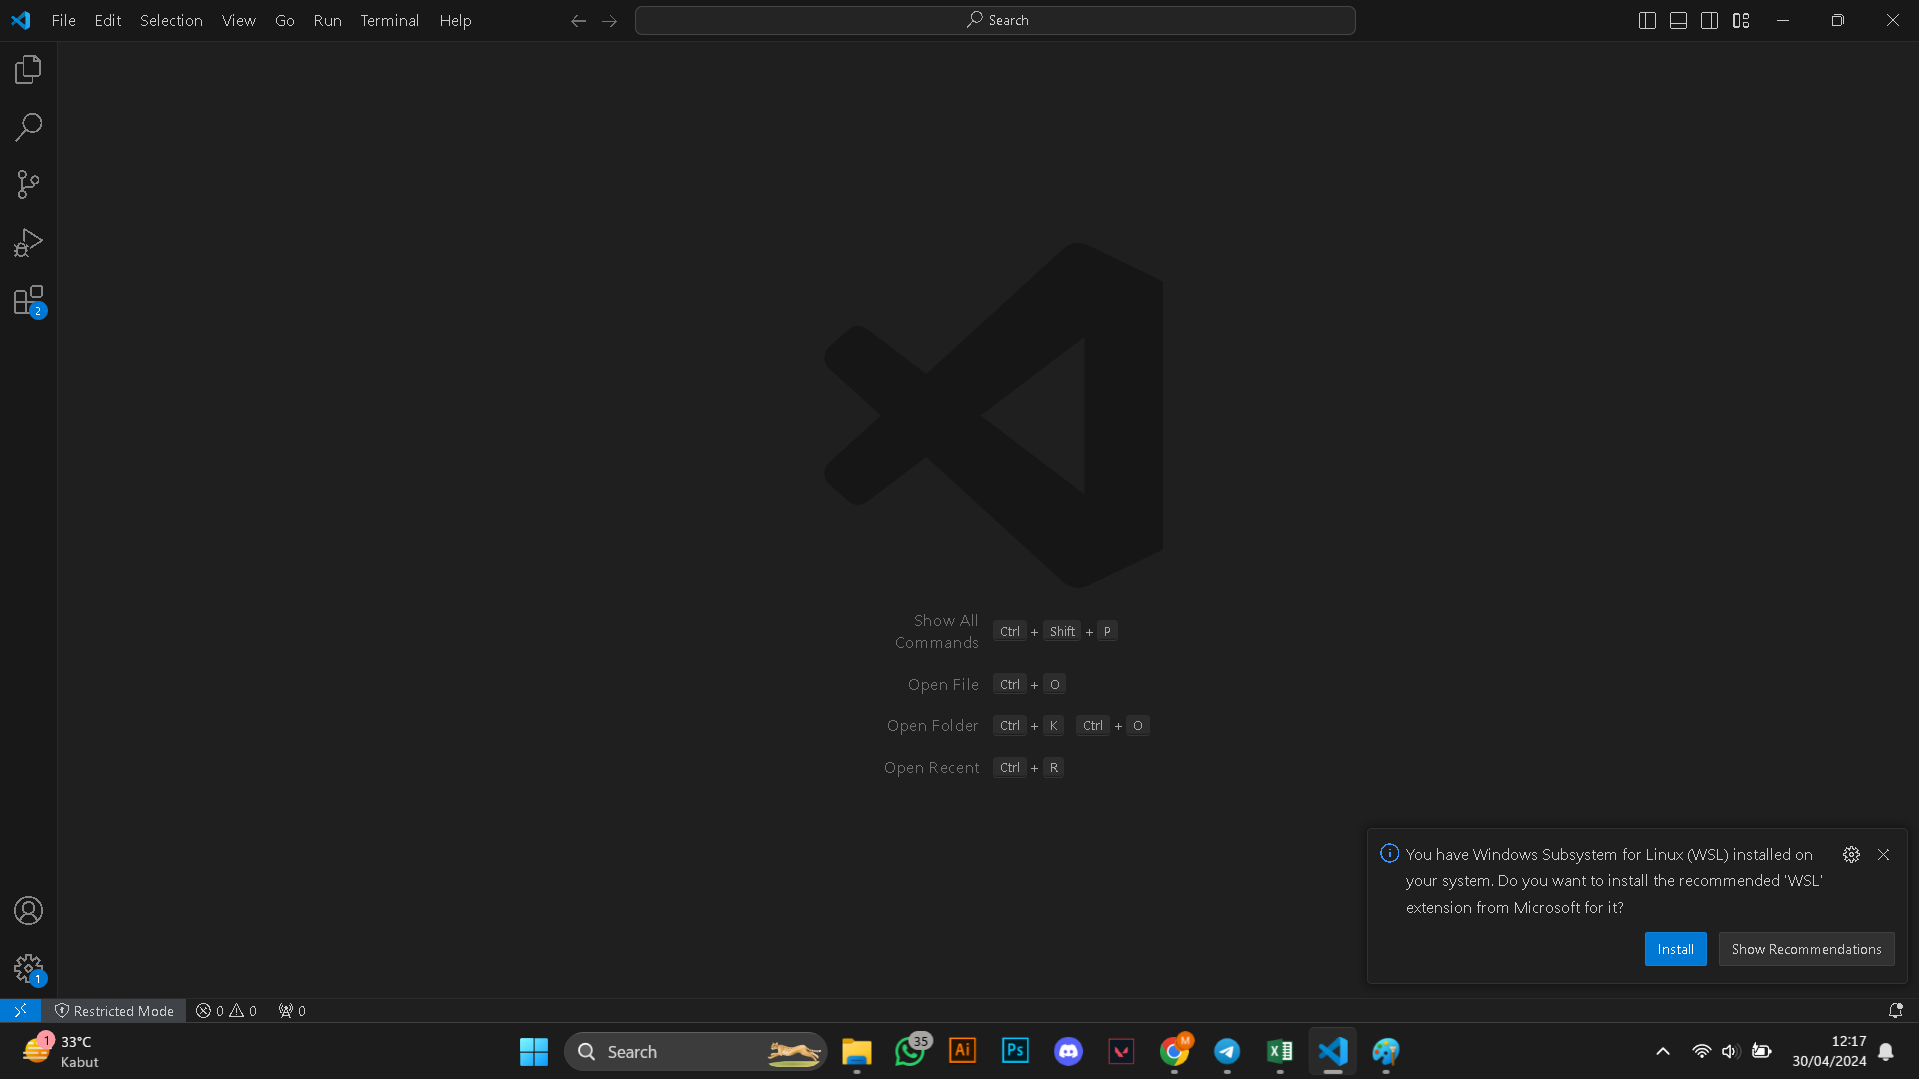 File Edit Selection View Go Run Terminal Help
Search
2
Show All
Commands
Ctrl + Shift + P
Open File Ctrl + O
Open Folder Ctrl + K Ctrl + O
Open Recent Ctrl + R
You have Windows Subsystem for Linux (WSL) installed on
your system. Do you want to install the recommended 'WSL'
extension from Microsoft for it?
Install Show Recommendations
1
Restricted Mode 0 0 0
1
33°C
Kabut
Search
35
Ai
Ps
M
12:17
30/04/2024